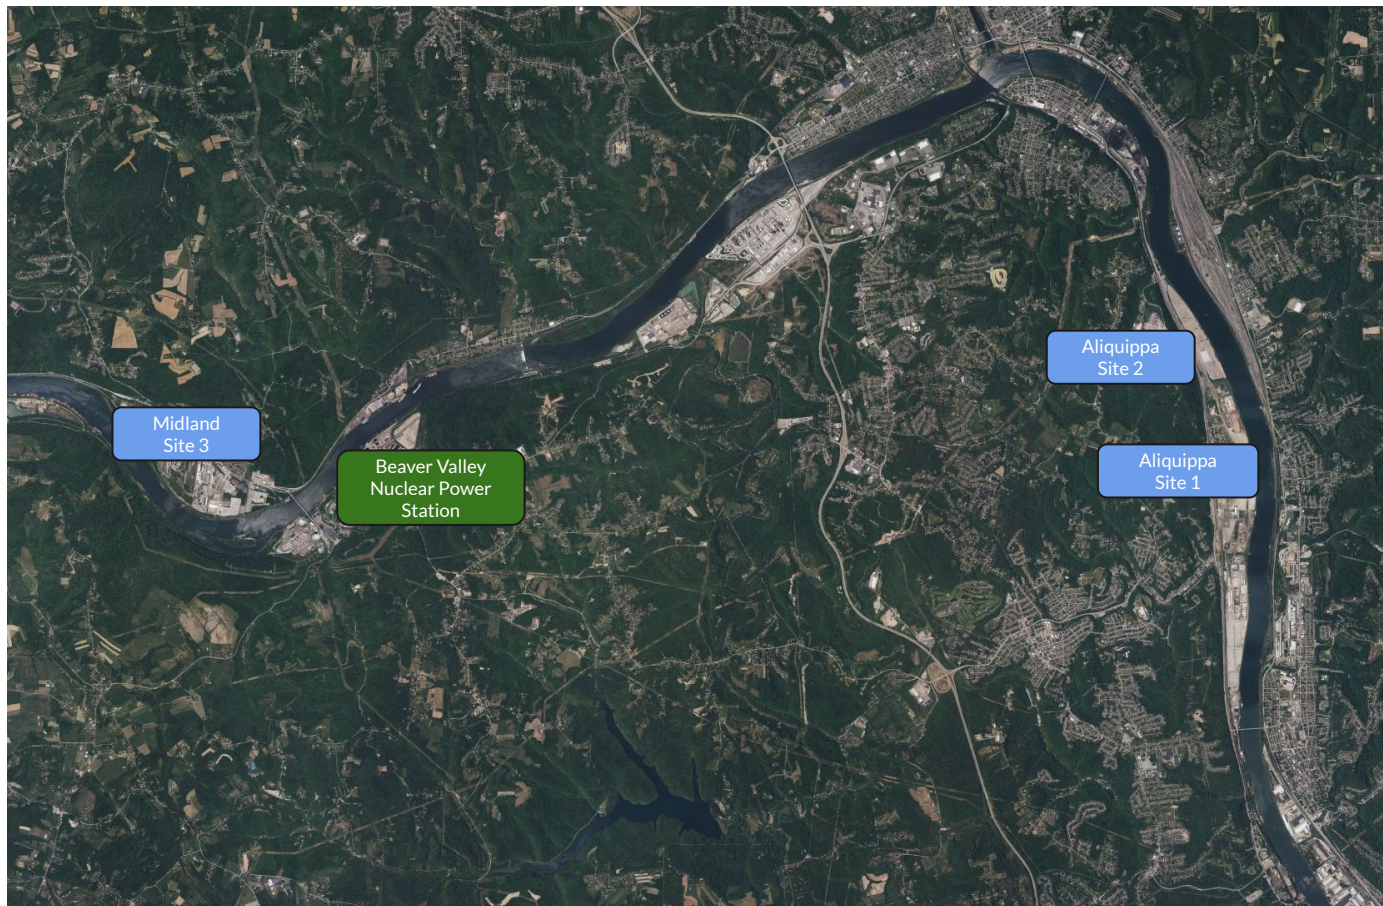 Aliquippa
Site 2
Midland
Site 3
Beaver Valley
Nuclear Power
Station
Aliquippa
Site 1